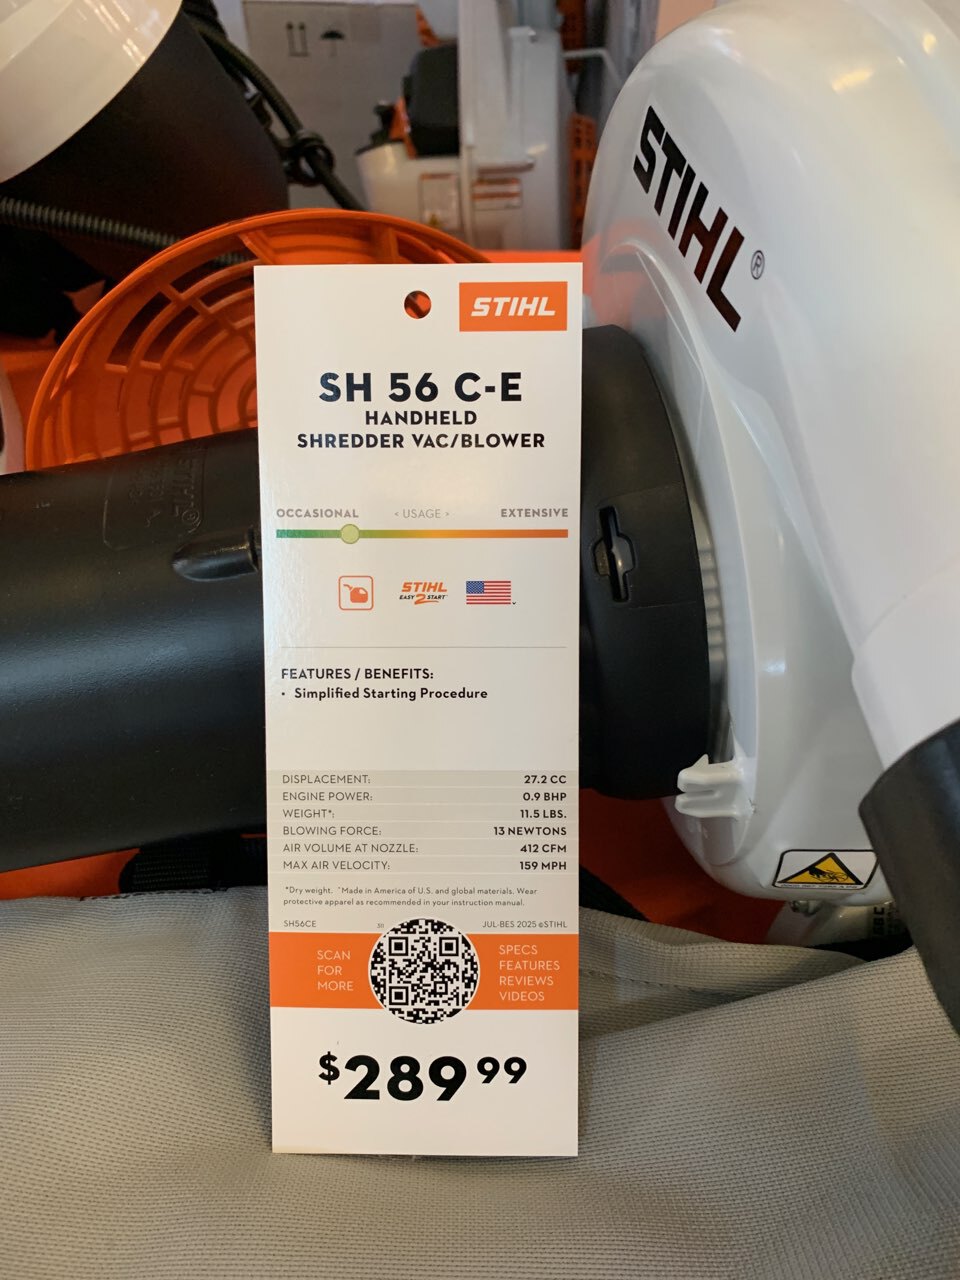 STIHL®
STIHL
SH 56 C-E
HANDHELD
SHREDDER VAC/BLOWER
OCCASIONAL < USAGE > EXTENSIVE
STIHL
EASY2START™
FEATURES / BENEFITS:
• Simplified Starting Procedure
DISPLACEMENT: 27.2 CC
ENGINE POWER: 0.9 BHP
WEIGHT*: 11.5 LBS.
BLOWING FORCE: 13 NEWTONS
AIR VOLUME AT NOZZLE: 412 CFM
MAX AIR VELOCITY: 159 MPH
*Dry weight. ˇMade in America of U.S. and global materials. Wear
protective apparel as recommended in your instruction manual.
SH56CE JUL-BES 2025 ©STIHL
SCAN
FOR
MORE
SPECS
FEATURES
REVIEWS
VIDEOS
$289 99